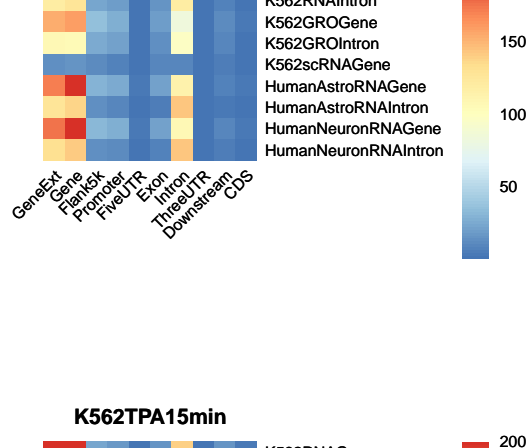 K562RNAIntron
K562GROGene
K562GROIntron
K562scRNAGene
HumanAstroRNAGene
HumanAstroRNAIntron
HumanNeuronRNAGene
HumanNeuronRNAIntron
150
100
50
GeneExt
Gene
Flank5k
Promoter
FiveUTR
Exon
Intron
ThreeUTR
Downstream
CDS
K562TPA15min
200